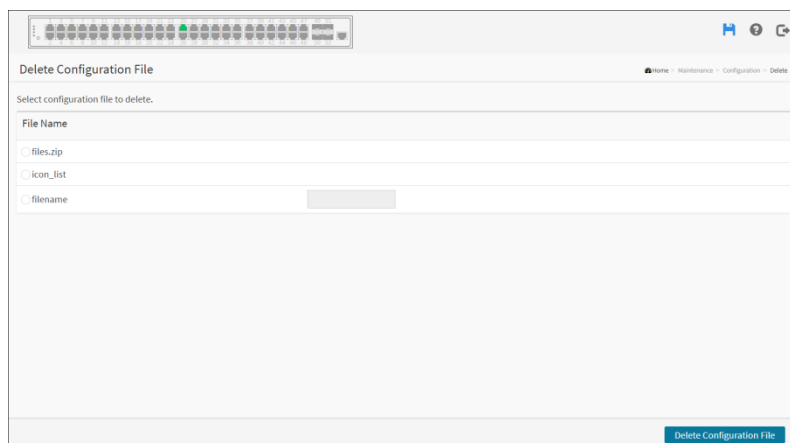 Delete Configuration File
Home > Maintenance > Configuration > Delete
Select configuration file to delete.
File Name
files.zip
icon_list
filename
Delete Configuration File